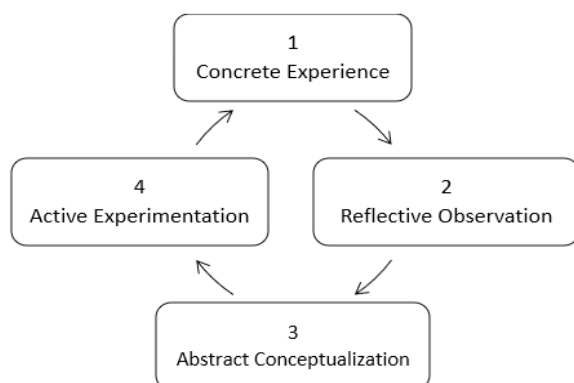 1
Concrete Experience
2
Reflective Observation
3
Abstract Conceptualization
4
Active Experimentation